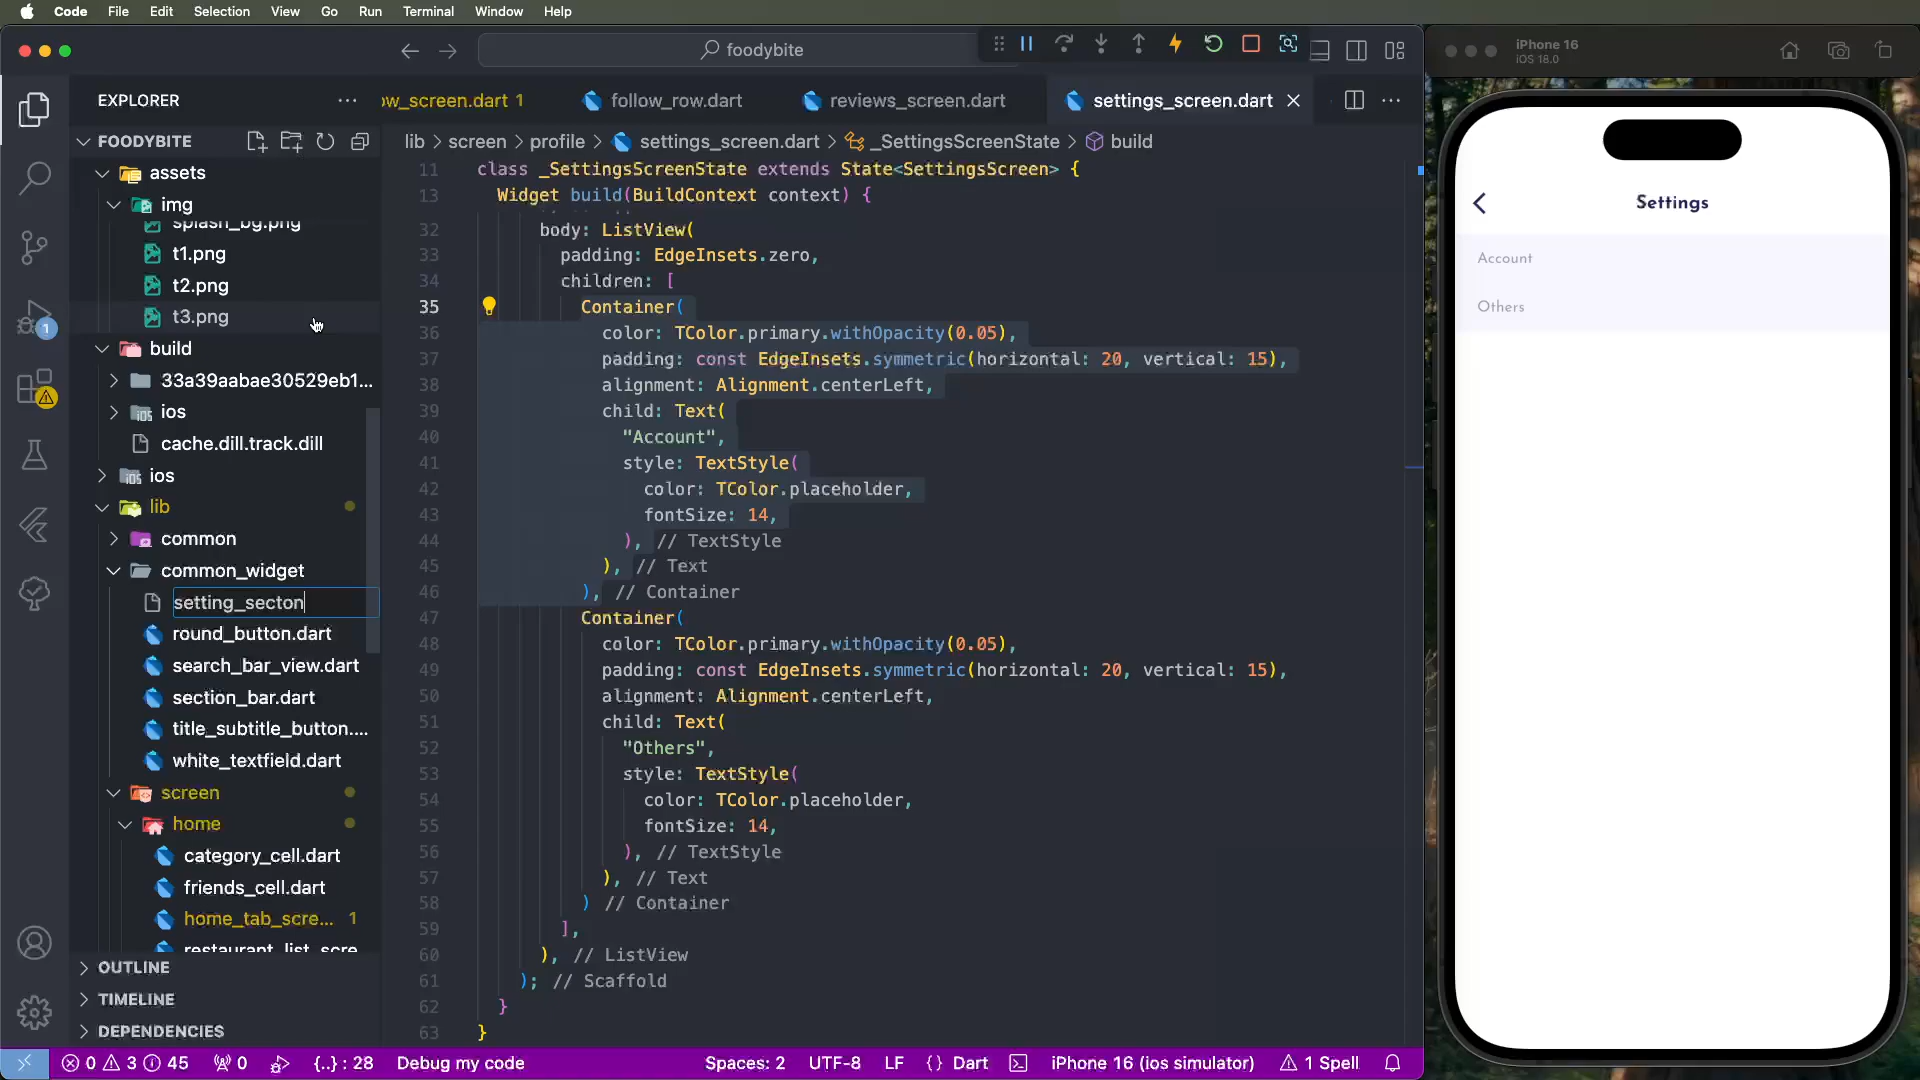 Code File Edit Selection View Go Run Terminal Window Help
foodybite
iPhone 16
iOS 18.0
EXPLORER
ow_screen.dart 1
follow_row.dart
reviews_screen.dart
settings_screen.dart
FOODYBITE
lib > screen > profile > settings_screen.dart > _SettingsScreenState > build
assets
img
splash_bg.png
t1.png
t2.png
t3.png
build
33a39aabae30529eb1...
ios
cache.dill.track.dill
ios
lib
common
common_widget
setting_secton
round_button.dart
search_bar_view.dart
section_bar.dart
title_subtitle_button....
white_textfield.dart
screen
home
category_cell.dart
friends_cell.dart
home_tab_scre... 1
restaurant_list_scre
OUTLINE
TIMELINE
DEPENDENCIES
1
11 class _SettingsScreenState extends State<SettingsScreen> {
13 Widget build(BuildContext context) {
32 body: ListView(
33 padding: EdgeInsets.zero,
34 children: [
35 Container(
36 color: TColor.primary.withOpacity(0.05),
37 padding: const EdgeInsets.symmetric(horizontal: 20, vertical: 15),
38 alignment: Alignment.centerLeft,
39 child: Text(
40 "Account",
41 style: TextStyle(
42 color: TColor.placeholder,
43 fontSize: 14,
44 ), // TextStyle
45 ), // Text
46 ), // Container
47 Container(
48 color: TColor.primary.withOpacity(0.05),
49 padding: const EdgeInsets.symmetric(horizontal: 20, vertical: 15),
50 alignment: Alignment.centerLeft,
51 child: Text(
52 "Others",
53 style: TextStyle(
54 color: TColor.placeholder,
55 fontSize: 14,
56 ), // TextStyle
57 ), // Text
58 ) // Container
59 ],
60 ), // ListView
61 ); // Scaffold
62 }
63 }
Settings
Account
Others
0 3 45 0 {..} : 28 Debug my code Spaces: 2 UTF-8 LF {} Dart iPhone 16 (ios simulator) 1 Spell